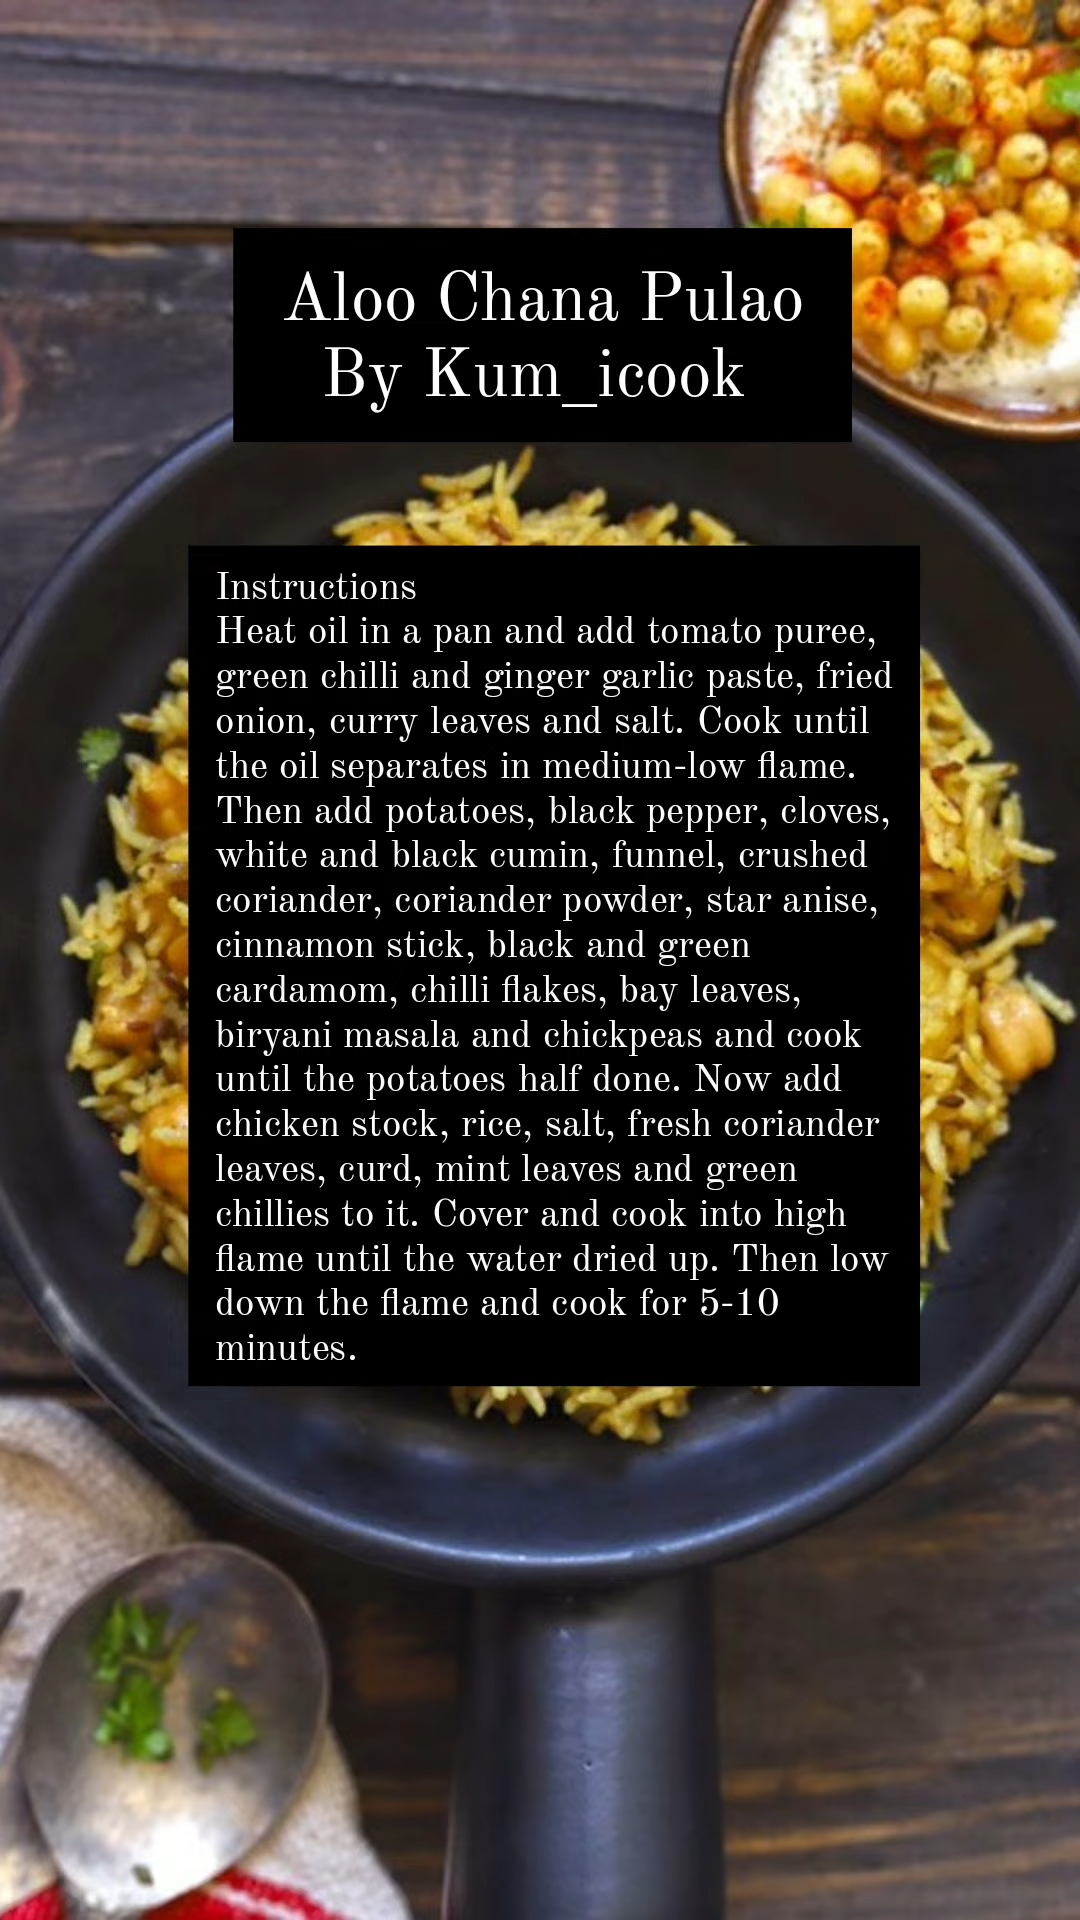 Aloo Chana Pulao
By Kum_icook
Instructions
Heat oil in a pan and add tomato puree,
green chilli and ginger garlic paste, fried
onion, curry leaves and salt. Cook until
the oil separates in medium-low flame.
Then add potatoes, black pepper, cloves,
white and black cumin, funnel, crushed
coriander, coriander powder, star anise,
cinnamon stick, black and green
cardamom, chilli flakes, bay leaves,
biryani masala and chickpeas and cook
until the potatoes half done. Now add
chicken stock, rice, salt, fresh coriander
leaves, curd, mint leaves and green
chillies to it. Cover and cook into high
flame until the water dried up. Then low
down the flame and cook for 5-10
minutes.